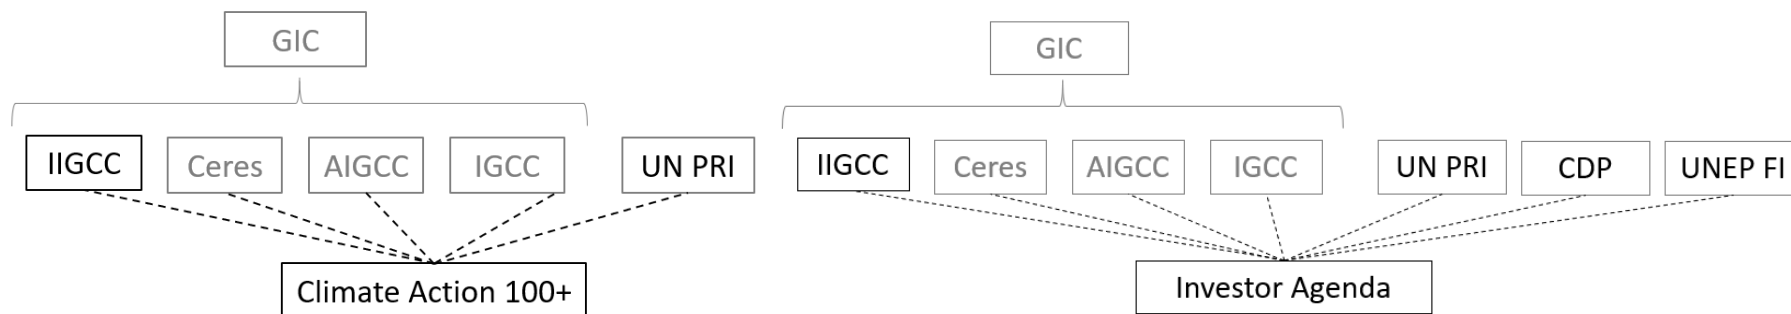 GIC
IIGCC
Ceres
AIGCC
IGCC
UN PRI
Climate Action 100+
GIC
IIGCC
Ceres
AIGCC
IGCC
UN PRI
CDP
UNEP FI
Investor Agenda